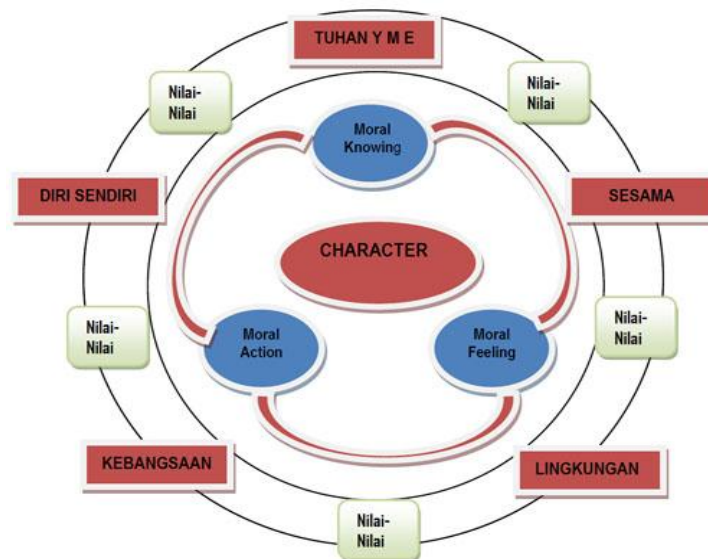 TUHAN Y M E
Nilai-
Nilai
Nilai-
Nilai
Moral
Knowing
DIRI SENDIRI
SESAMA
CHARACTER
Nilai-
Nilai
Moral
Action
Moral
Feeling
Nilai-
Nilai
KEBANGSAAN
LINGKUNGAN
Nilai-
Nilai